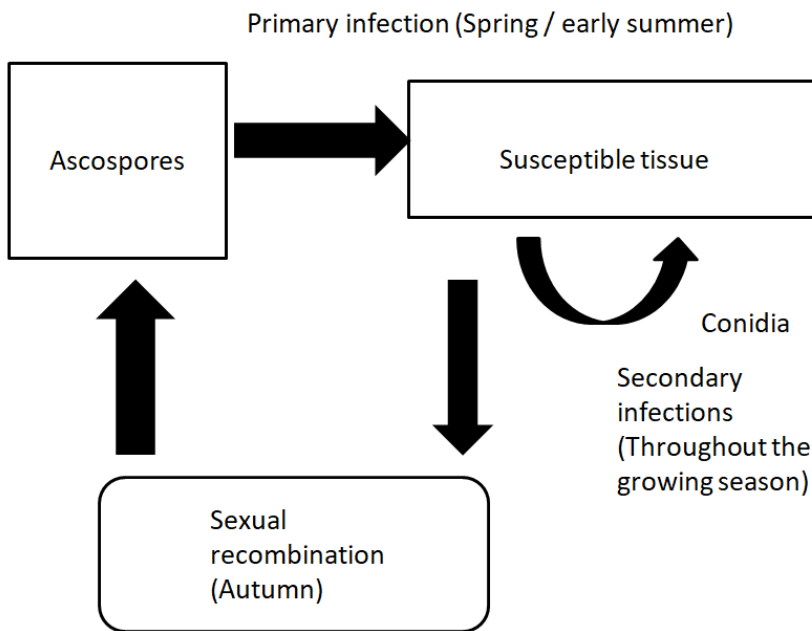 Primary infection (Spring / early summer)
Ascospores
Susceptible tissue
Conidia
Secondary
infections
(Throughout the
growing season)
Sexual
recombination
(Autumn)